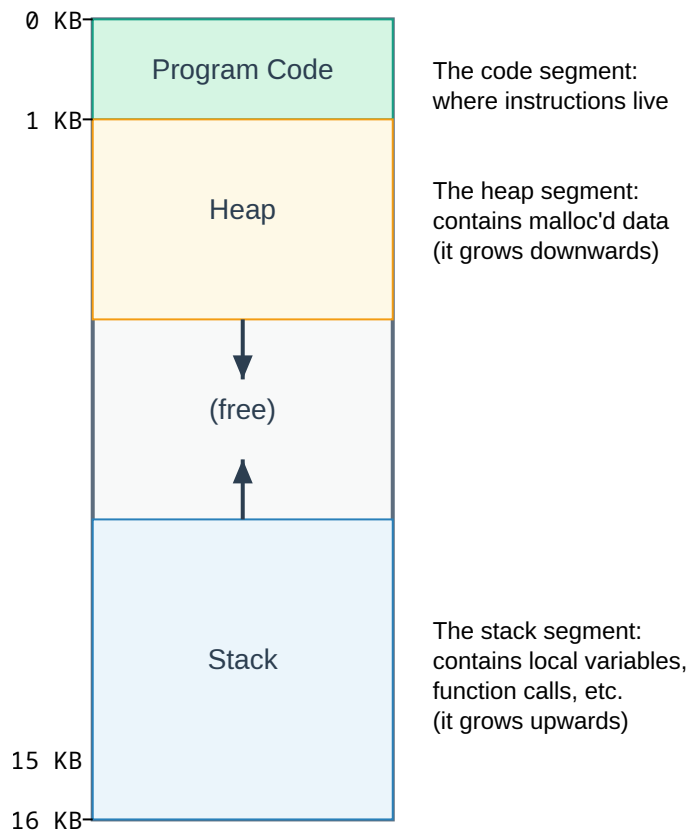 0 KB
Program Code
The code segment:
where instructions live
1 KB
Heap
The heap segment:
contains malloc'd data
(it grows downwards)
(free)
Stack
The stack segment:
contains local variables,
function calls, etc.
(it grows upwards)
15 KB
16 KB